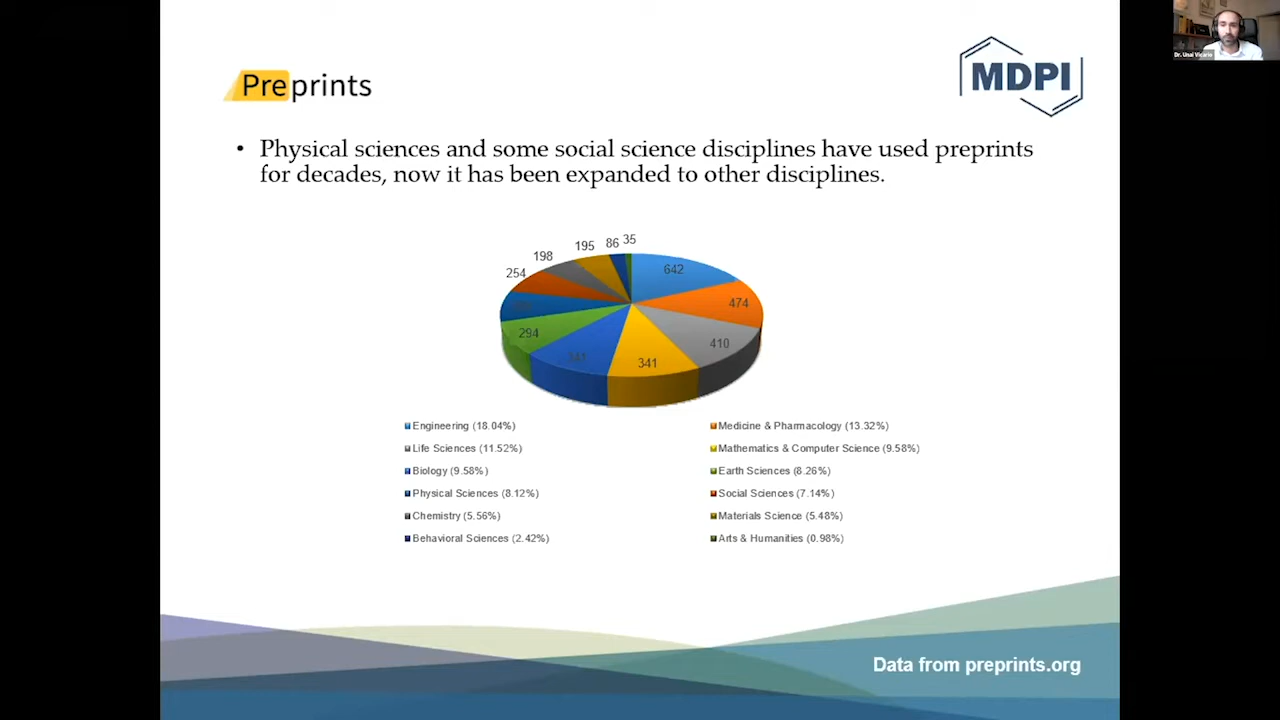 Preprints
MDPI
Dr. Unai Vicario
• Physical sciences and some social science disciplines have used preprints
for decades, now it has been expanded to other disciplines.
35
86
195
198
254
642
474
294
410
341
341
Engineering (18.04%)
Medicine & Pharmacology (13.32%)
Life Sciences (11.52%)
Mathematics & Computer Science (9.58%)
Biology (9.58%)
Earth Sciences (8.26%)
Physical Sciences (8.12%)
Social Sciences (7.14%)
Chemistry (5.56%)
Materials Science (5.48%)
Behavioral Sciences (2.42%)
Arts & Humanities (0.98%)
Data from preprints.org